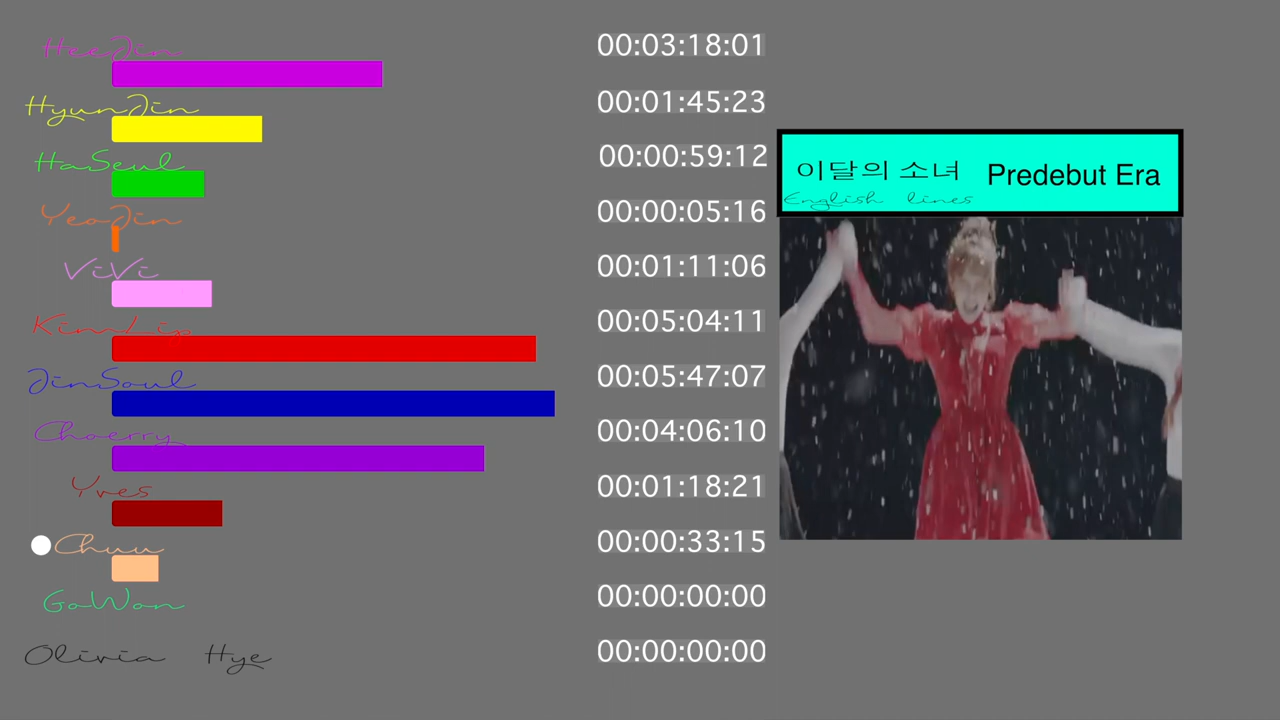 HeeJin 00:03:18:01
HyunJin 00:01:45:23
HaSeul 00:00:59:12
YeoJin 00:00:05:16
ViVi 00:01:11:06
KimLip 00:05:04:11
JinSoul 00:05:47:07
Choerry 00:04:06:10
Yves 00:01:18:21
Chuu 00:00:33:15
GoWon 00:00:00:00
Olivia Hye 00:00:00:00
이달의 소녀 Predebut Era
English lines